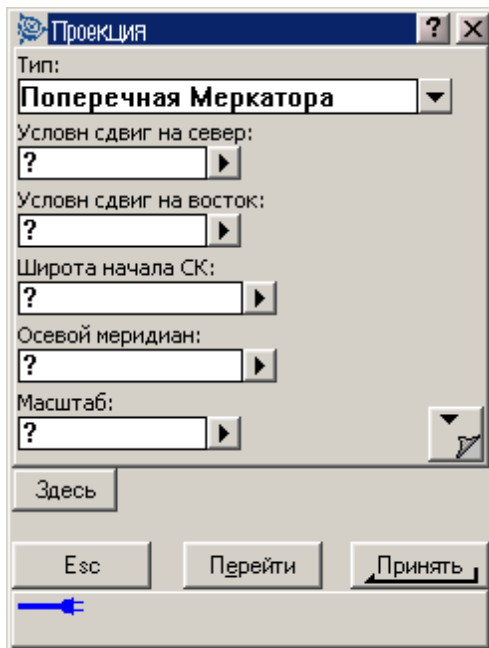 Проекция
Тип:
Поперечная Меркатора
Условн сдвиг на север:
?
Условн сдвиг на восток:
?
Широта начала СК:
?
Осевой меридиан:
?
Масштаб:
?
Здесь
Esc
Перейти
Принять